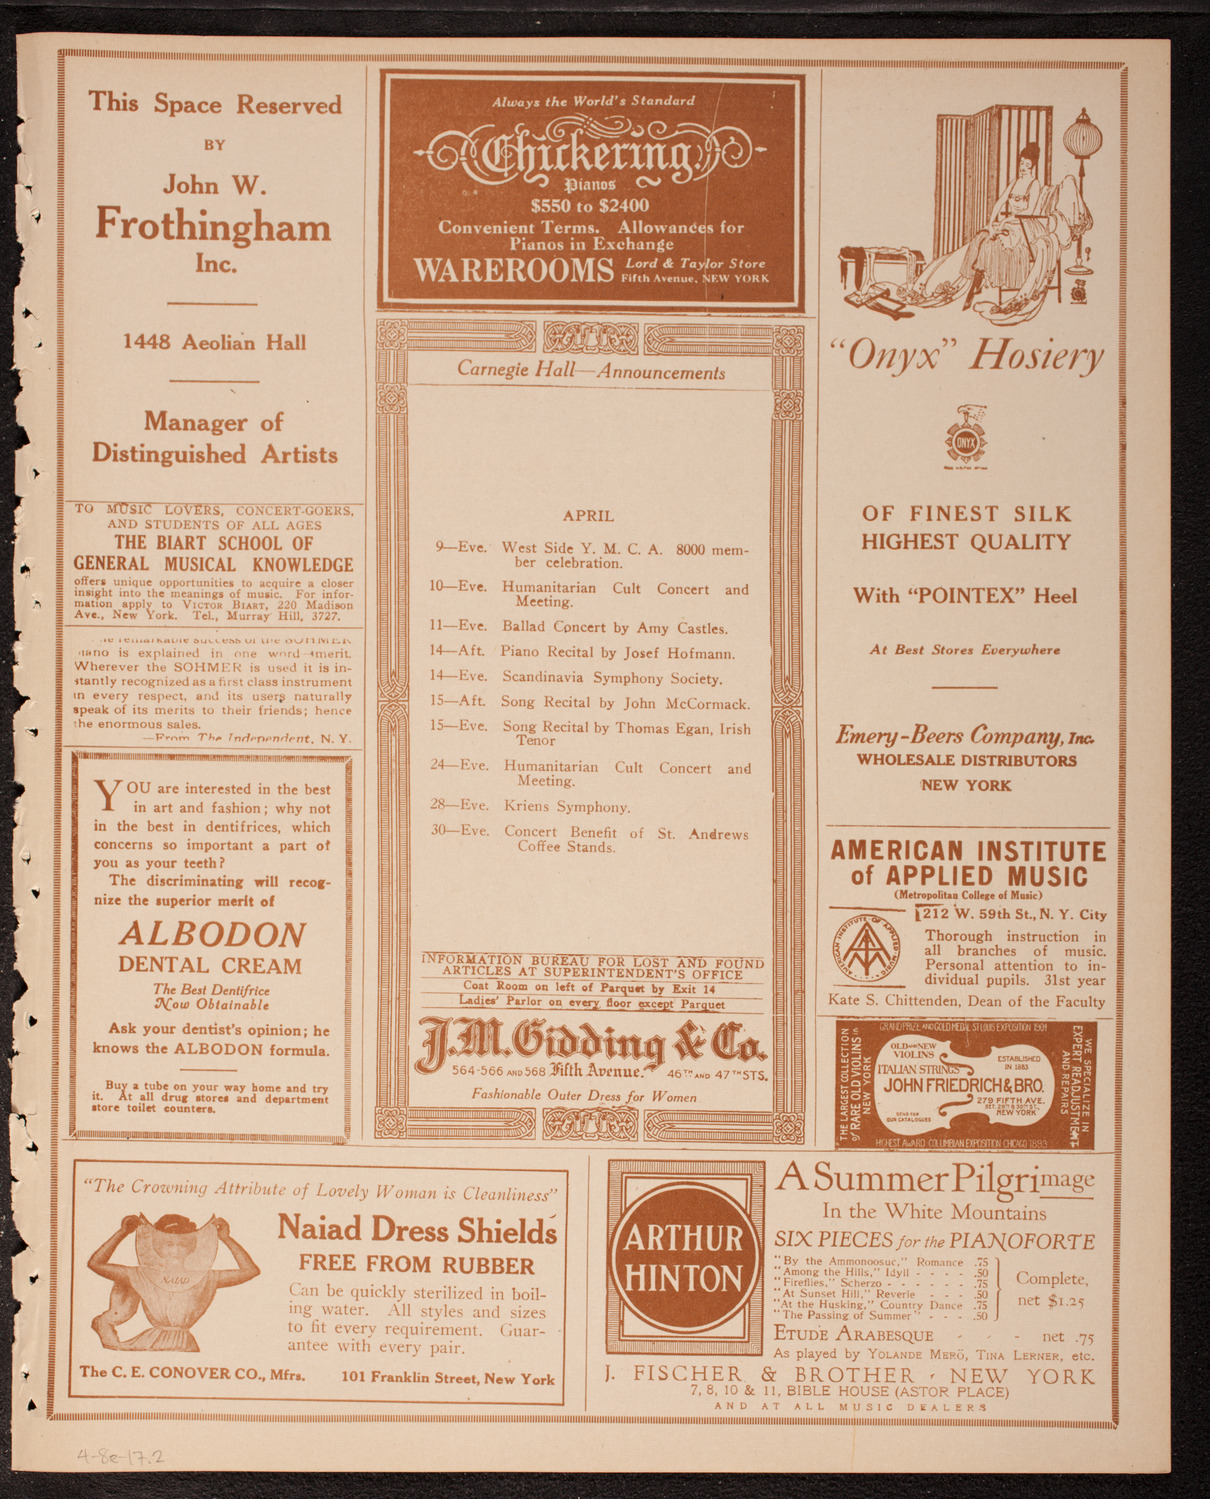 This Space Reserved
BY
John W.
Frothingham
Inc.
1448 Aeolian Hall
Manager of
Distinguished Artists
TO MUSIC LOVERS, CONCERT-GOERS,
AND STUDENTS OF ALL AGES
THE BIART SCHOOL OF
GENERAL MUSICAL KNOWLEDGE
offers unique opportunities to acquire a closer
insight into the meanings of music. For infor-
mation apply to VICTOR BIART, 220 Madison
Ave., New York. Tel., Murray Hill, 3727.
remarkable success of the SOHMER
piano is explained in one word—merit.
Wherever the SOHMER is used it is in-
stantly recognized as a first class instrument
in every respect, and its users naturally
speak of its merits to their friends; hence
the enormous sales.
—From The Independent, N. Y.
YOU are interested in the best
in art and fashion; why not
in the best in dentifrices, which
concerns so important a part of
you as your teeth?
The discriminating will recog-
nize the superior merit of
ALBODON
DENTAL CREAM
The Best Dentifrice
Now Obtainable
Ask your dentist's opinion; he
knows the ALBODON formula.
Buy a tube on your way home and try
it. At all drug stores and department
store toilet counters.
Always the World's Standard
Chickering
Pianos
$550 to $2400
Convenient Terms. Allowances for
Pianos in Exchange
WAREROOMS Lord & Taylor Store
Fifth Avenue, NEW YORK
Carnegie Hall—Announcements
APRIL
9—Eve. West Side Y. M. C. A. 8000 mem-
ber celebration.
10—Eve. Humanitarian Cult Concert and
Meeting.
11—Eve. Ballad Concert by Amy Castles.
14—Aft. Piano Recital by Josef Hofmann.
14—Eve. Scandinavia Symphony Society.
15—Aft. Song Recital by John McCormack.
15—Eve. Song Recital by Thomas Egan, Irish
Tenor
24—Eve. Humanitarian Cult Concert and
Meeting.
28—Eve. Kriens Symphony.
30—Eve. Concert Benefit of St. Andrews
Coffee Stands.
INFORMATION BUREAU FOR LOST AND FOUND
ARTICLES AT SUPERINTENDENT'S OFFICE
Coat Room on left of Parquet by Exit 14
Ladies' Parlor on every floor except Parquet
J.M. Gidding & Co.
564-566 AND 568 Fifth Avenue. 46TH AND 47TH STS.
Fashionable Outer Dress for Women
"Onyx" Hosiery
ONYX
OF FINEST SILK
HIGHEST QUALITY
With "POINTEX" Heel
At Best Stores Everywhere
Emery-Beers Company, Inc.
WHOLESALE DISTRIBUTORS
NEW YORK
AMERICAN INSTITUTE
of APPLIED MUSIC
(Metropolitan College of Music)
212 W. 59th St., N. Y. City
AMERICAN INSTITUTE OF APPLIED MUSIC
Thorough instruction in
all branches of music.
Personal attention to in-
dividual pupils. 31st year
Kate S. Chittenden, Dean of the Faculty
GRAND PRIZE AND GOLD MEDAL ST. LOUIS EXPOSITION 1904
THE LARGEST COLLECTION
of RARE OLD VIOLINS IN
NEW YORK
OLD AND NEW
VIOLINS
ITALIAN STRINGS
ESTABLISHED
IN 1883
JOHN FRIEDRICH & BRO.
279 FIFTH AVE.
BET. 29TH & 30TH ST.,
NEW YORK
SEND FOR
OUR CATALOGUES
WE SPECIALIZE IN
EXPERT READJUSTMENT
AND REPAIRS
HIGHEST AWARD COLUMBIAN EXPOSITION CHICAGO 1893
"The Crowning Attribute of Lovely Woman is Cleanliness"
NAIAD
Naiad Dress Shields
FREE FROM RUBBER
Can be quickly sterilized in boil-
ing water. All styles and sizes
to fit every requirement. Guar-
antee with every pair.
The C. E. CONOVER CO., Mfrs. 101 Franklin Street, New York
ARTHUR
HINTON
A Summer Pilgrimage
In the White Mountains
SIX PIECES for the PIANOFORTE
"By the Ammonoosuc," Romance .75
"Among the Hills," Idyll - - - - .50
"Fireflies," Scherzo - - - - - - .75
"At Sunset Hill," Reverie - - - .50
"At the Husking," Country Dance .75
"The Passing of Summer" - - - .50
Complete,
net $1.25
ETUDE ARABESQUE - - - net .75
As played by YOLANDE MERÖ, TINA LERNER, etc.
J. FISCHER & BROTHER - NEW YORK
7, 8, 10 & 11, BIBLE HOUSE (ASTOR PLACE)
AND AT ALL MUSIC DEALERS
4-8e-17.2